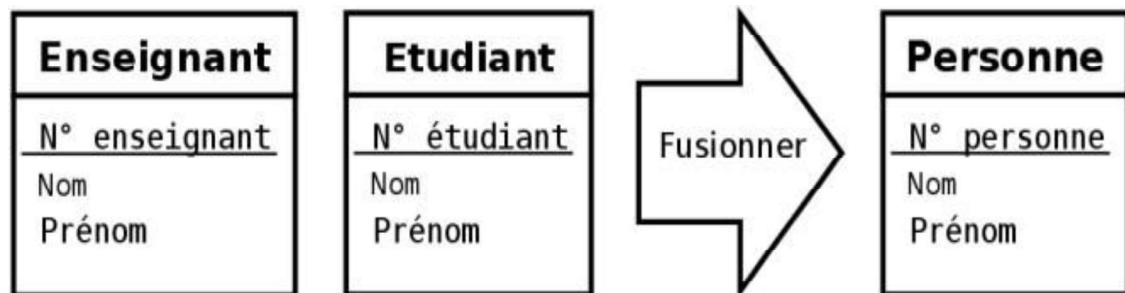 Enseignant
N° enseignant
Nom
Prénom
Etudiant
N° étudiant
Nom
Prénom
Fusionner
Personne
N° personne
Nom
Prénom